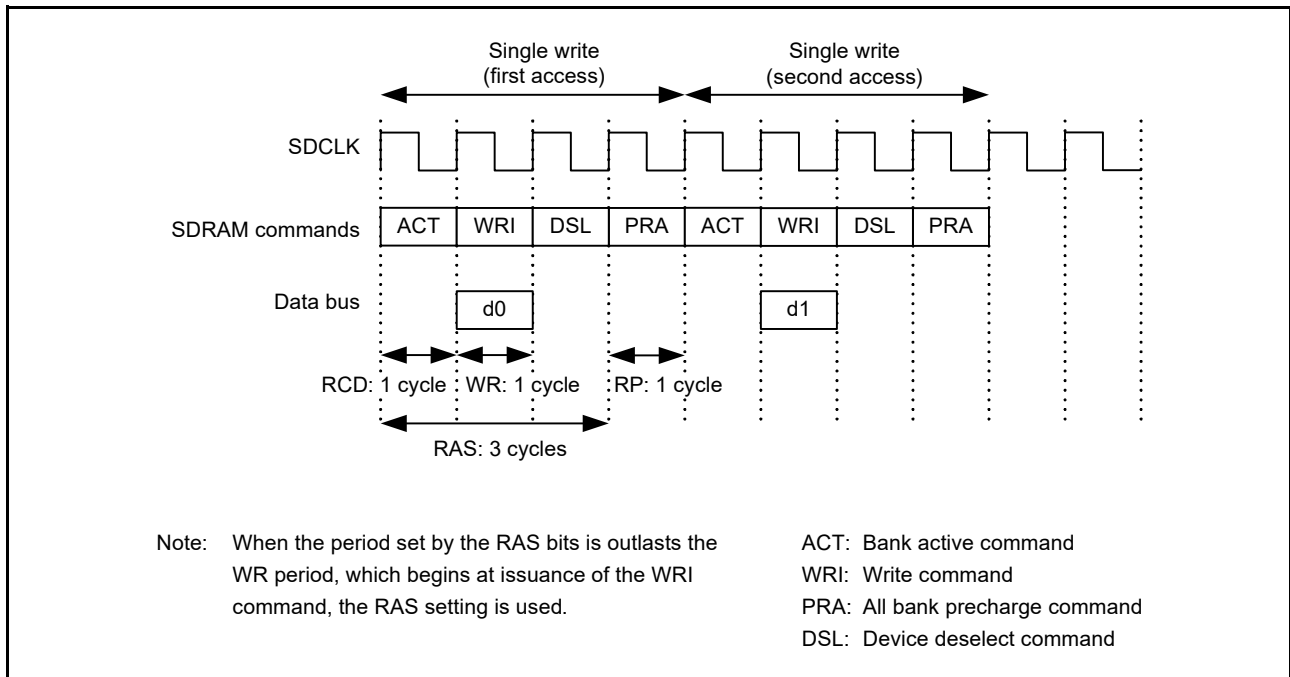 Single write
(first access)
Single write
(second access)
SDCLK
SDRAM commands
ACT WRI DSL PRA ACT WRI DSL PRA
Data bus
d0 d1
RCD: 1 cycle WR: 1 cycle RP: 1 cycle
RAS: 3 cycles
Note: When the period set by the RAS bits is outlasts the
WR period, which begins at issuance of the WRI
command, the RAS setting is used.
ACT: Bank active command
WRI: Write command
PRA: All bank precharge command
DSL: Device deselect command